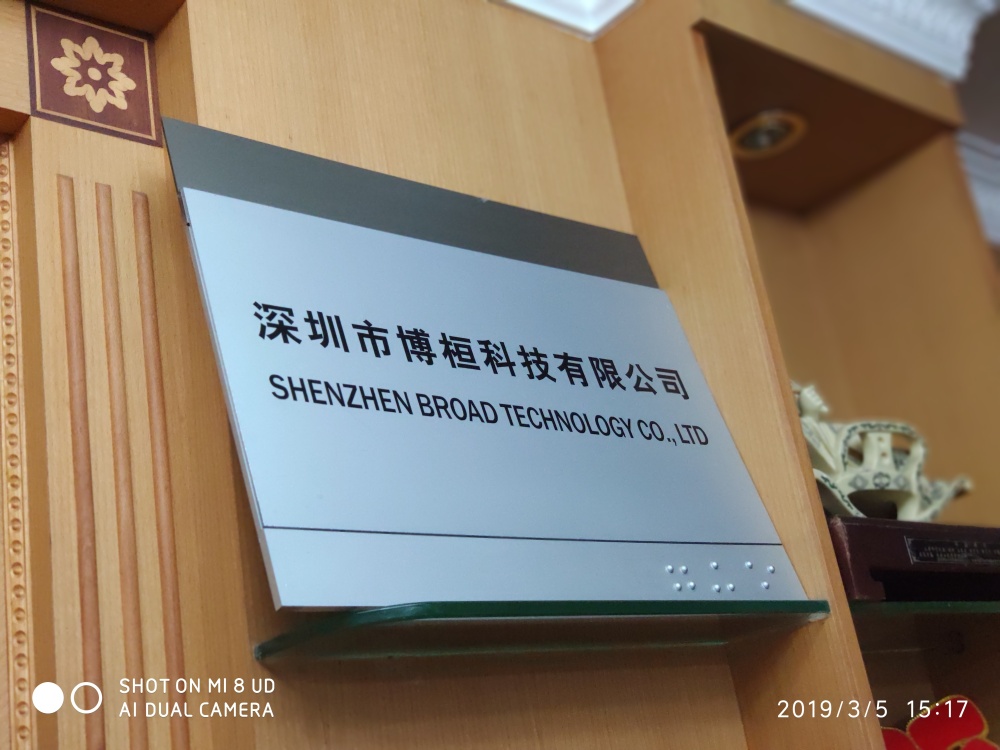 深圳市博桓科技有限公司
SHENZHEN BROAD TECHNOLOGY CO.,LTD
SHOT ON MI 8 UD
AI DUAL CAMERA
2019/3/5 15:17